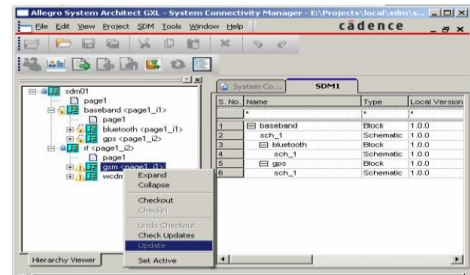 Allegro System Architect GXL - System Connectivity Manager - E:\Projects\local\sdm\s...
File Edit View Project SDM Tools Window Help
cādence
System Co...
SDM1
sdm01
page1
baseband <page1_i1>
page1
bluetooth <page1_i1>
gps <page1_i2>
rf <page1_i2>
page1
gsm <page1_i1>
wcdm
Expand
Collapse
Checkout
Checkin
Undo Checkout
Check Updates
Update
Set Active
Hierarchy Viewer
S. No. Name Type Local Version
* * *
1 baseband Block 1.0.0
2 sch_1 Schematic 1.0.0
3 bluetooth Block 1.0.0
4 sch_1 Schematic 1.0.0
5 gps Block 1.0.0
6 sch_1 Schematic 1.0.0